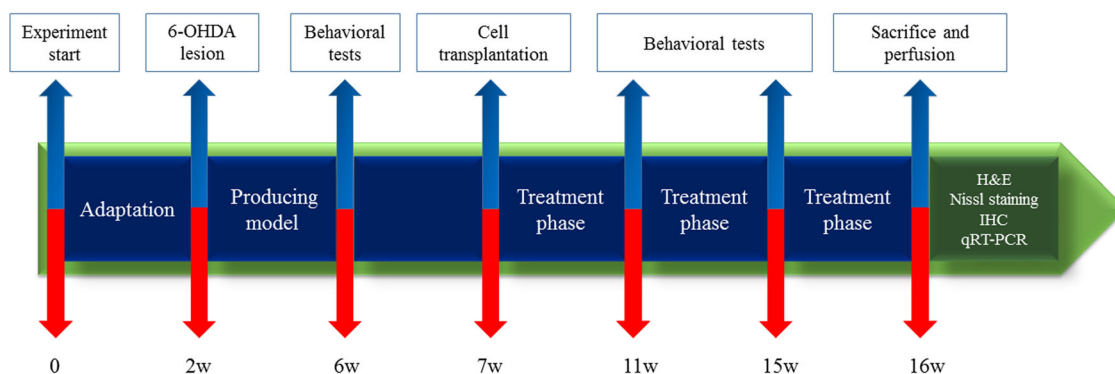 Experiment
start
6-OHDA
lesion
Behavioral
tests
Cell
transplantation
Behavioral tests
Sacrifice and
perfusion
Adaptation
Producing
model
Treatment
phase
Treatment
phase
Treatment
phase
H&E
Nissl staining
IHC
qRT-PCR
0
2w
6w
7w
11w
15w
16w